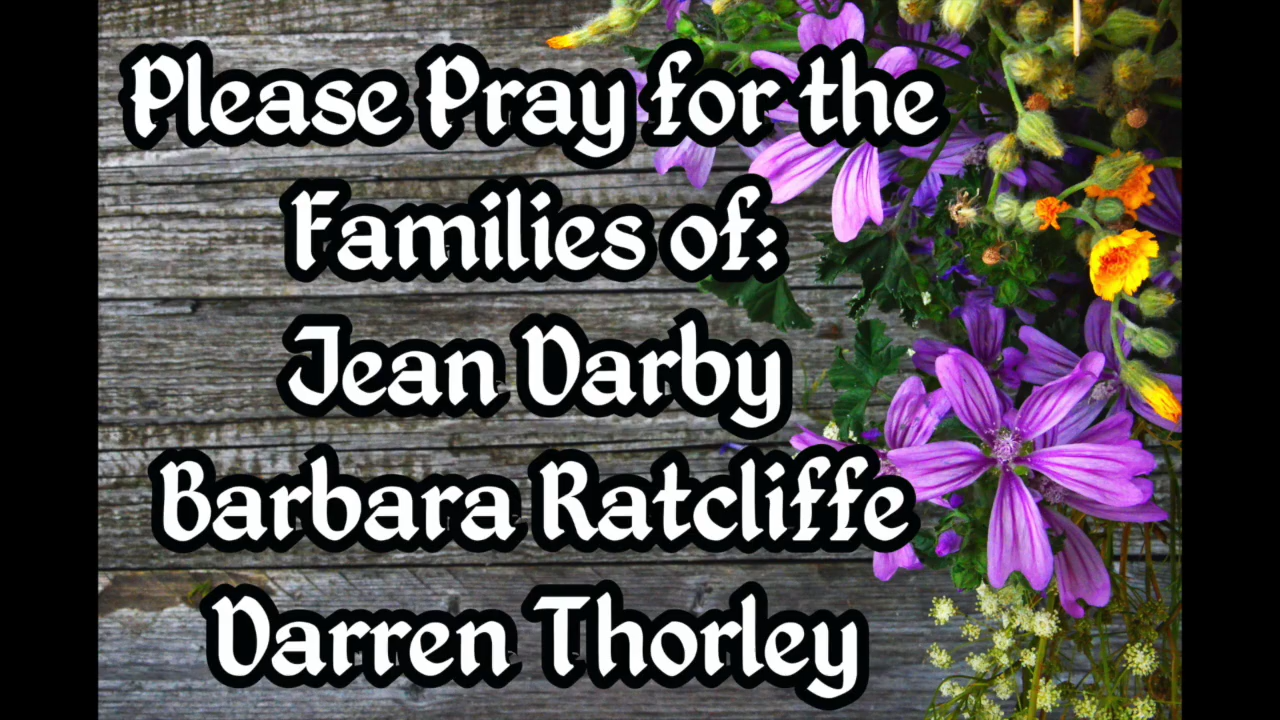 Please Pray for the
Families of:
Jean Darby
Barbara Ratcliffe
Darren Thorley